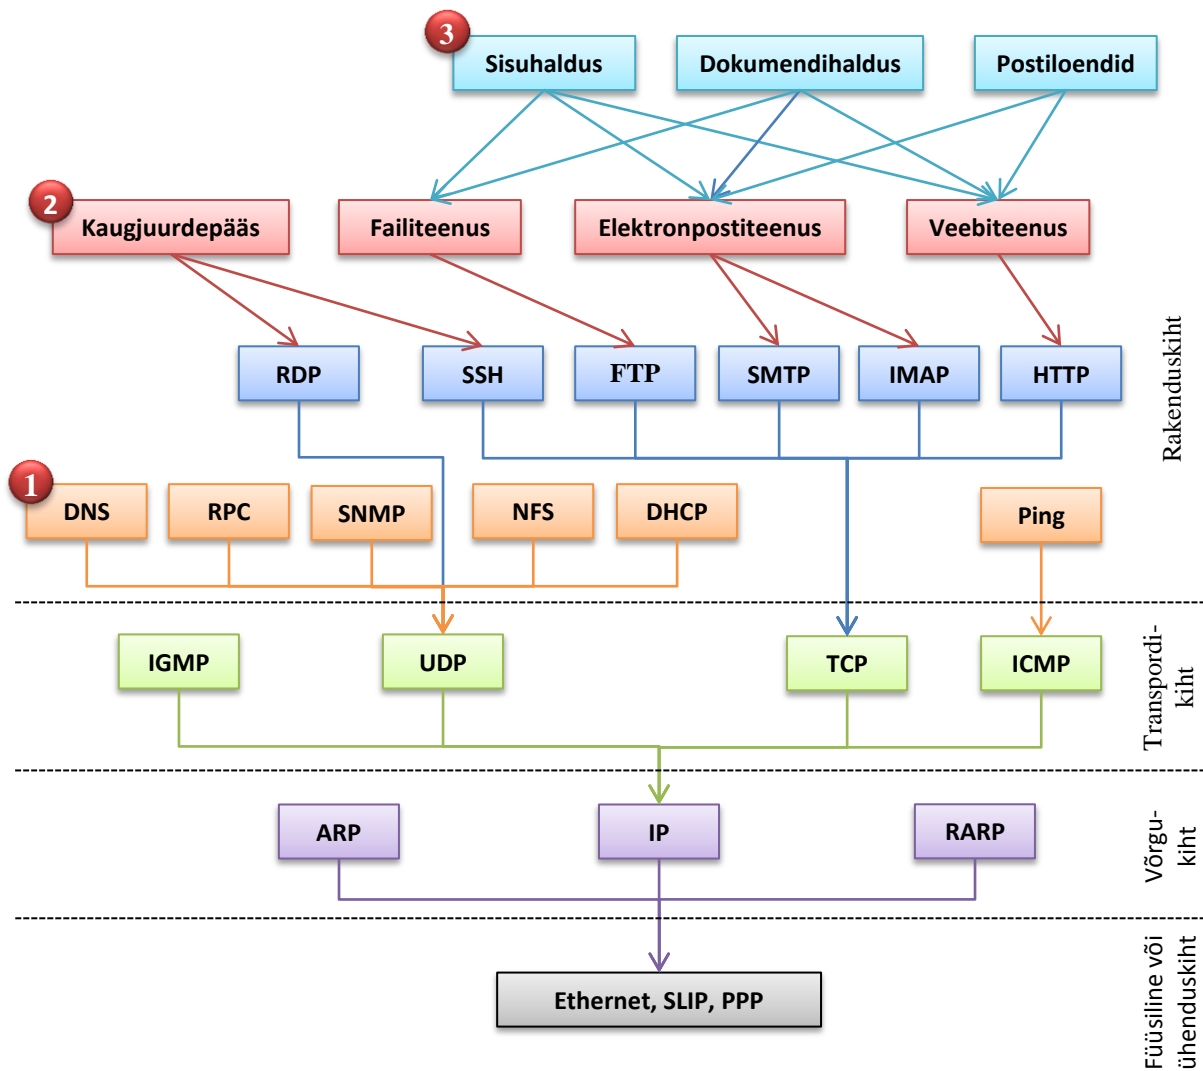 3
Sisuhaldus
Dokumendihaldus
Postiloendid
2
Kaugjuurdepääs
Failiteenus
Elektronpostiteenus
Veebiteenus
RDP
SSH
FTP
SMTP
IMAP
HTTP
Rakenduskiht
1
DNS
RPC
SNMP
NFS
DHCP
Ping
IGMP
UDP
TCP
ICMP
Transpordi-
kiht
ARP
IP
RARP
Võrgu-
kiht
Ethernet, SLIP, PPP
Füüsiline või
ühenduskiht